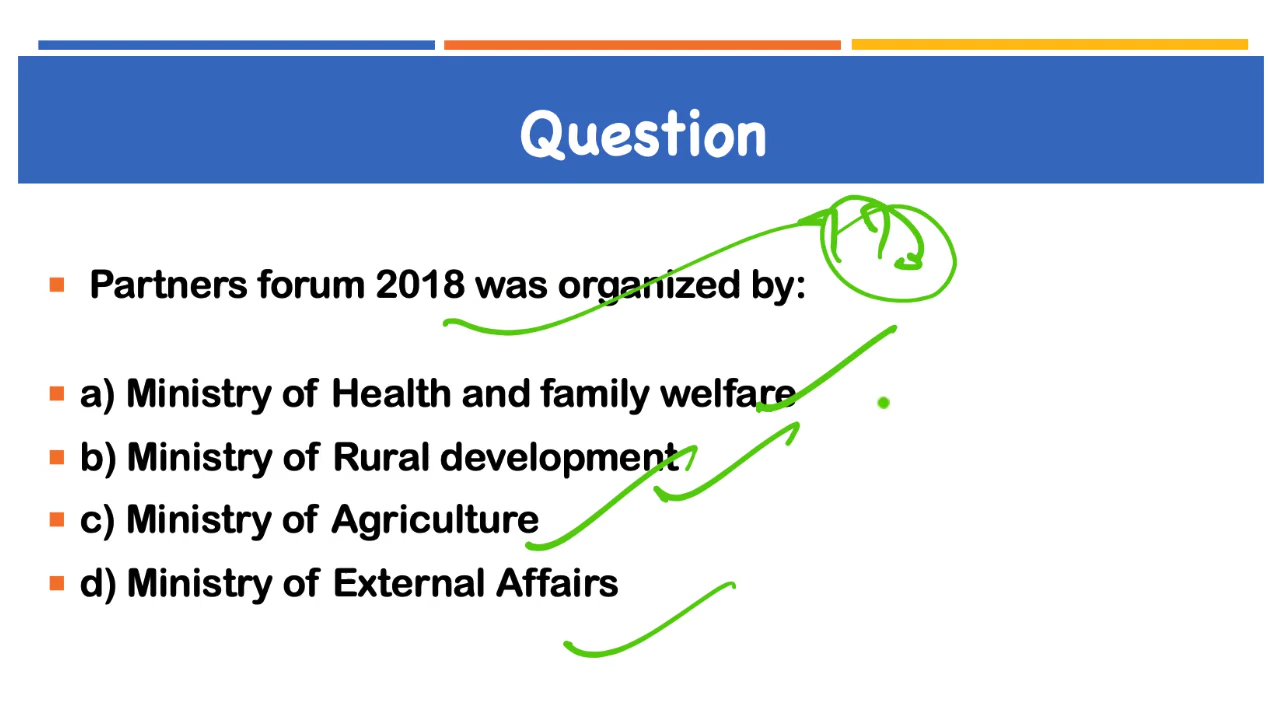 Question
Partners forum 2018 was organized by:
a) Ministry of Health and family welfare
b) Ministry of Rural development
c) Ministry of Agriculture
d) Ministry of External Affairs